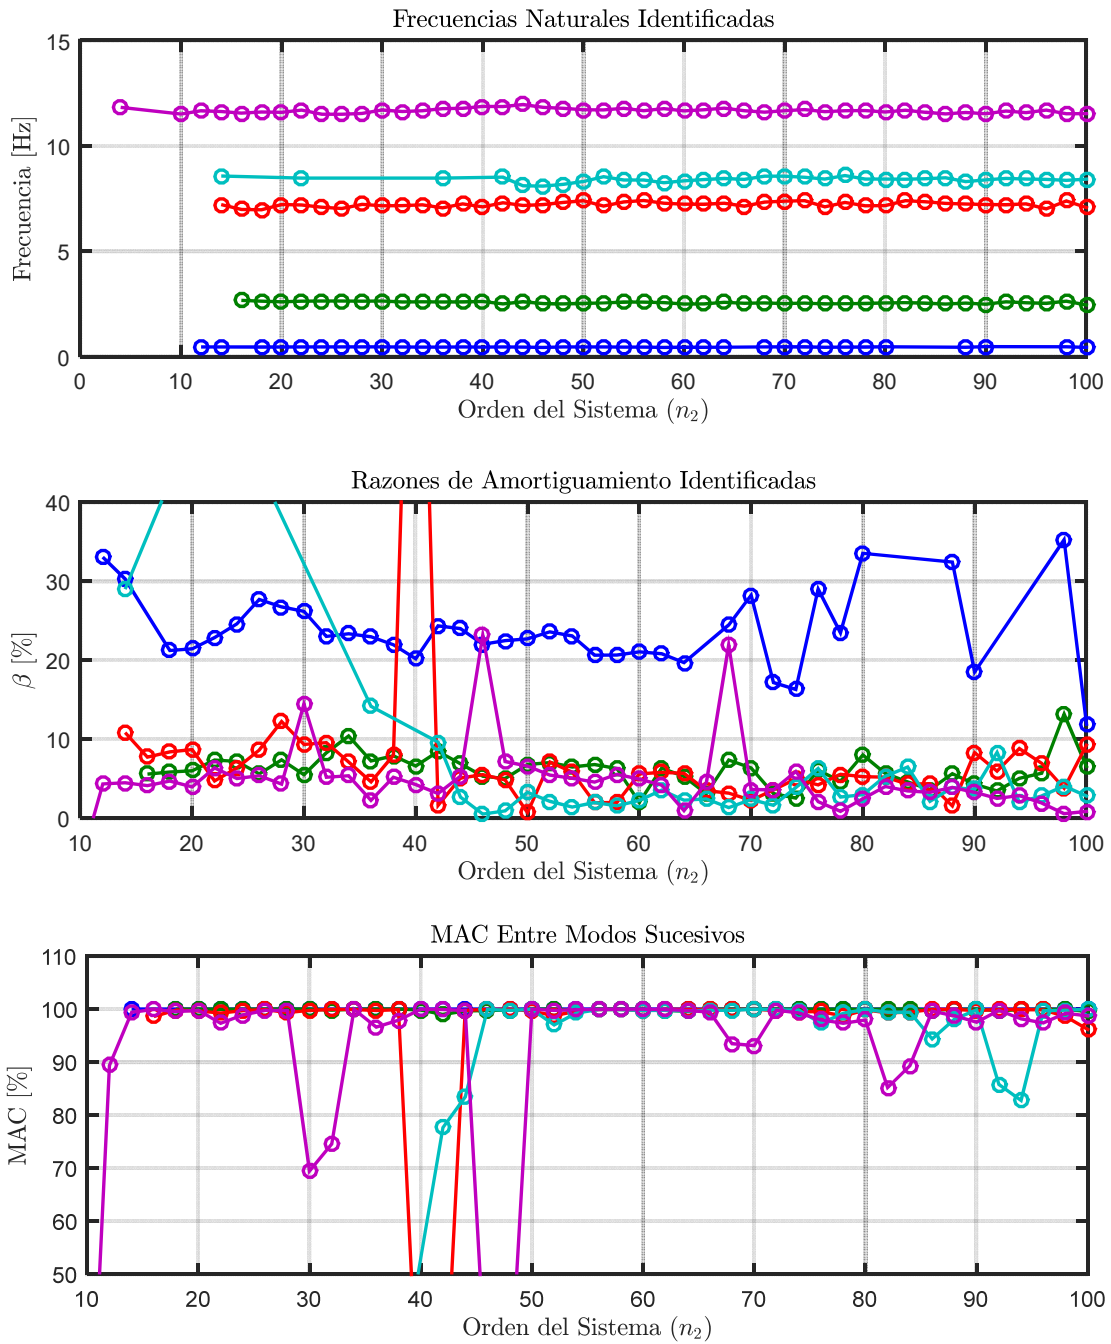 Frecuencias Naturales Identificadas
15
10
5
0
Frecuencia [Hz]
0 10 20 30 40 50 60 70 80 90 100
Orden del Sistema (n₂)
Razones de Amortiguamiento Identificadas
40
30
20
10
0
β [%]
10 20 30 40 50 60 70 80 90 100
Orden del Sistema (n₂)
MAC Entre Modos Sucesivos
110
100
90
80
70
60
50
MAC [%]
10 20 30 40 50 60 70 80 90 100
Orden del Sistema (n₂)